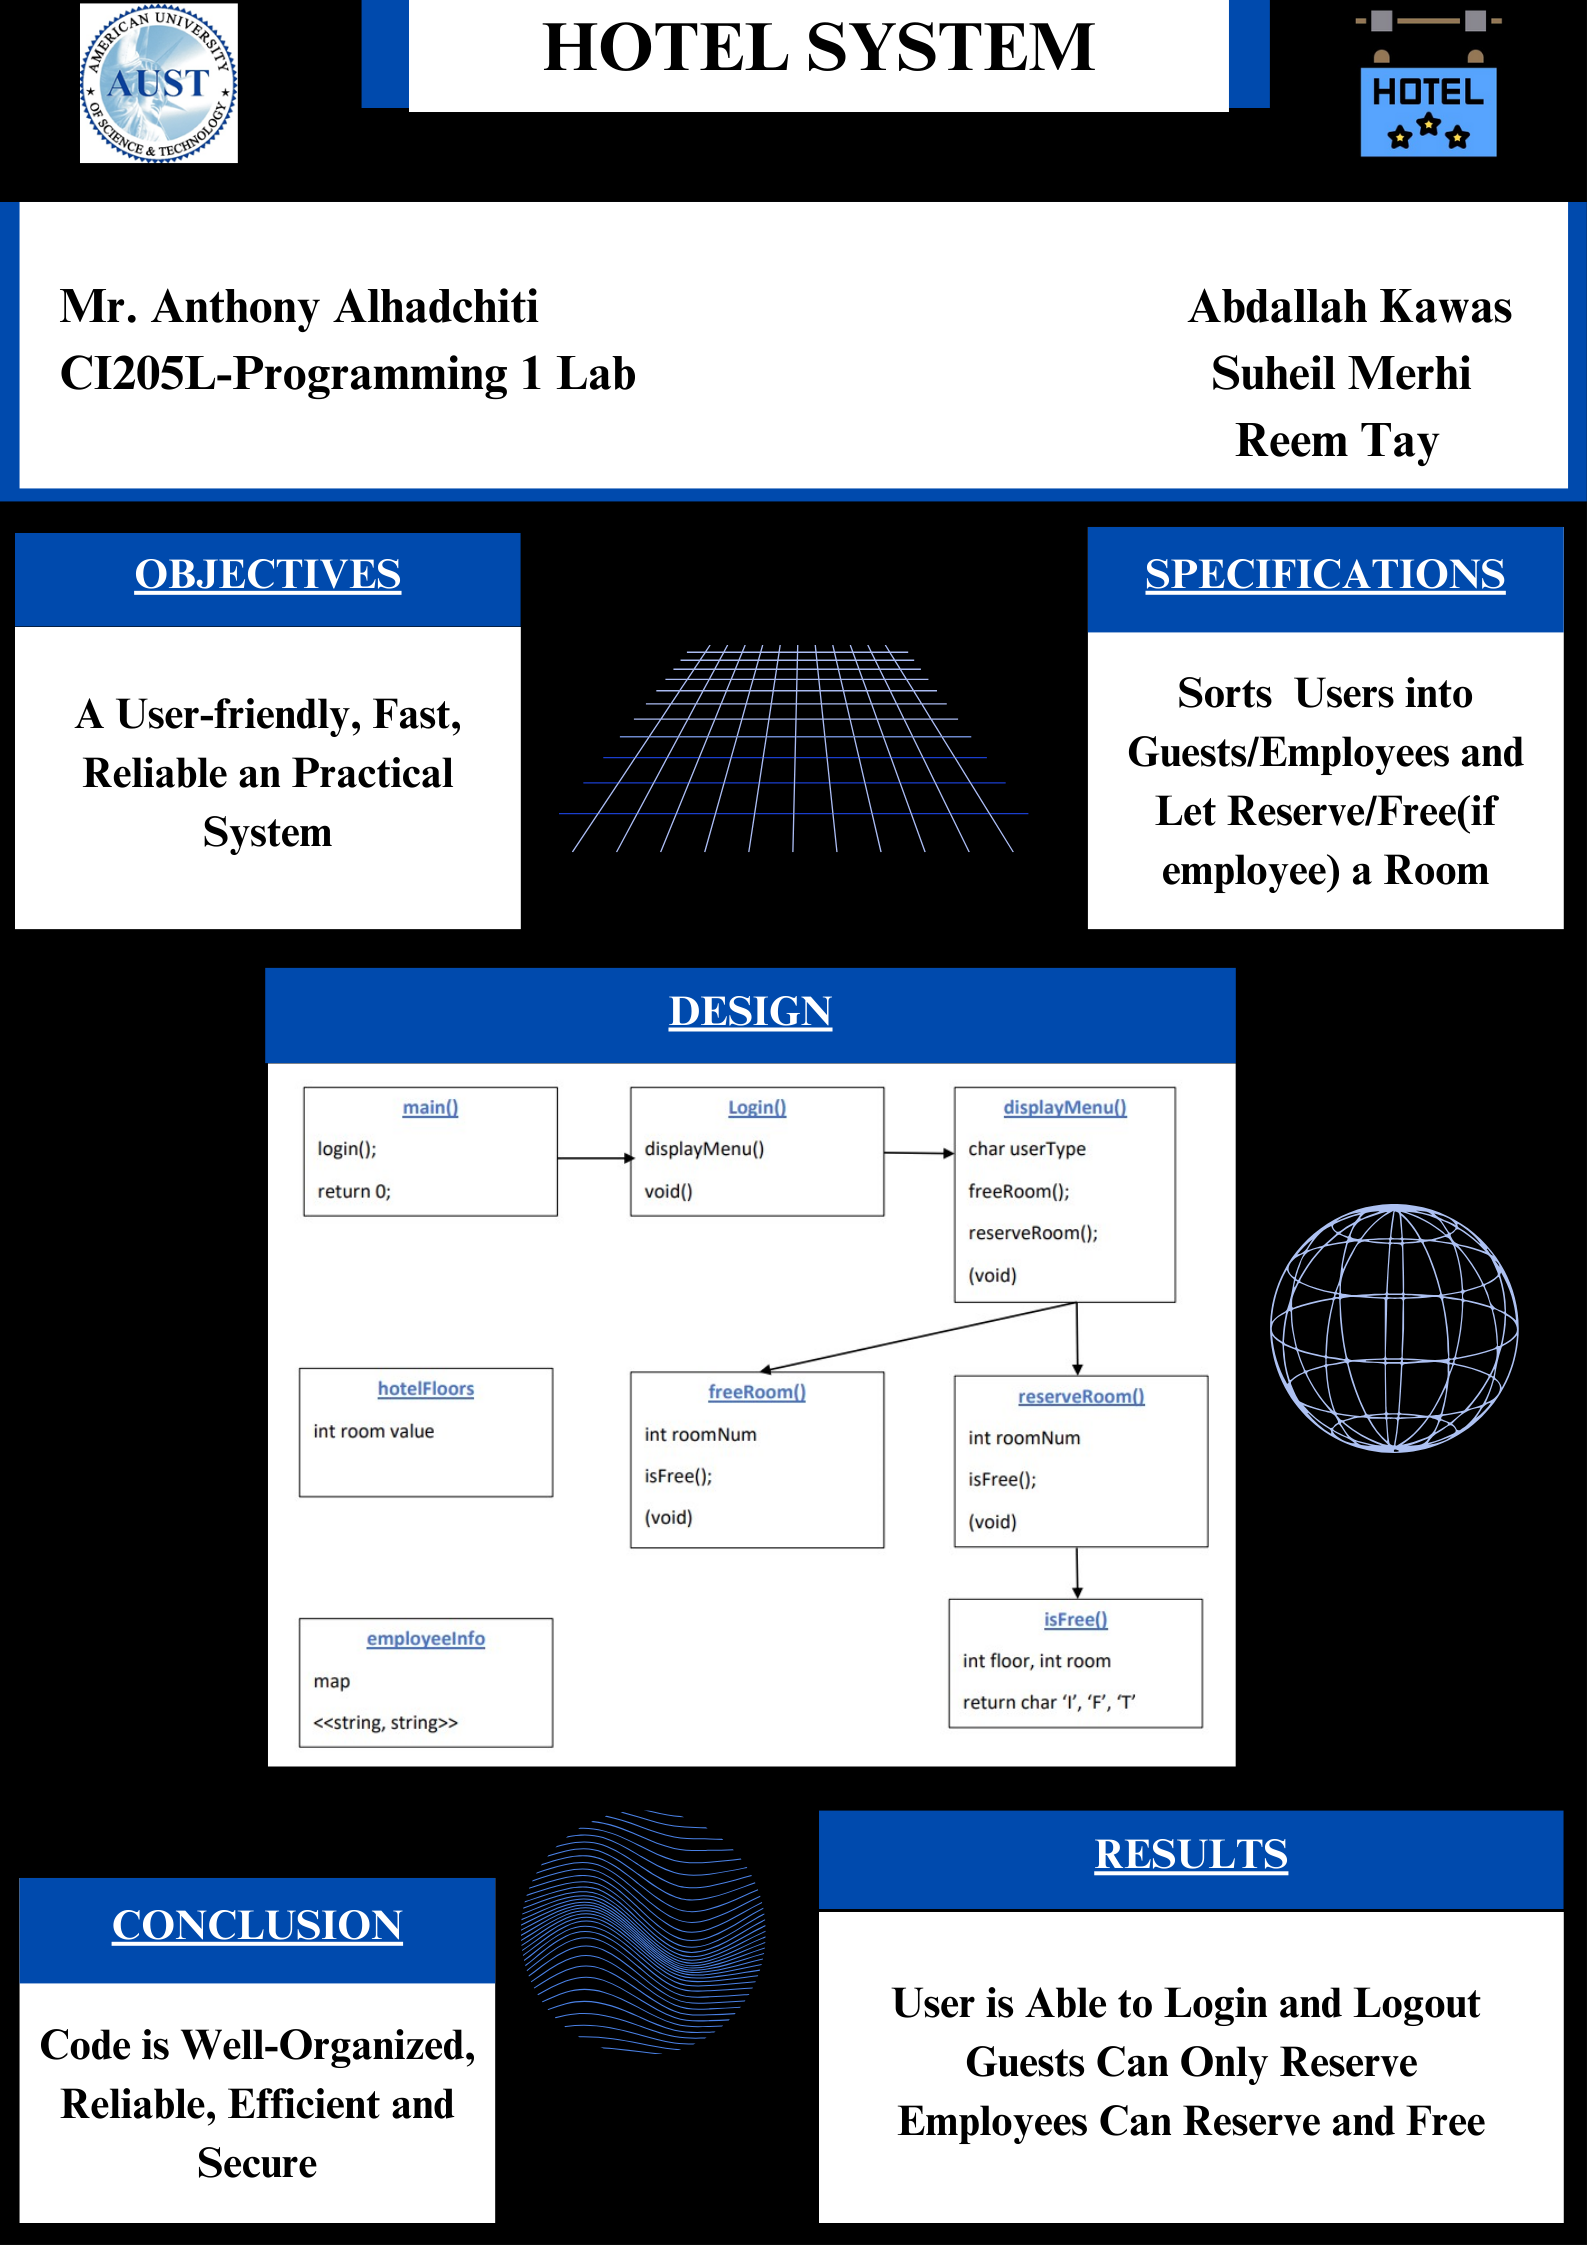 AMERICAN UNIVERSITY
AUST
OF SCIENCE & TECHNOLOGY
HOTEL SYSTEM
HOTEL
Mr. Anthony Alhadchiti
CI205L-Programming 1 Lab
Abdallah Kawas
Suheil Merhi
Reem Tay
OBJECTIVES
A User-friendly, Fast,
Reliable an Practical
System
SPECIFICATIONS
Sorts  Users into
Guests/Employees and
Let Reserve/Free(if
employee) a Room
DESIGN
main()
login();
return 0;
Login()
displayMenu()
void()
displayMenu()
char userType
freeRoom();
reserveRoom();
(void)
hotelFloors
int room value
freeRoom()
int roomNum
isFree();
(void)
reserveRoom()
int roomNum
isFree();
(void)
employeeInfo
map
<<string, string>>
isFree()
int floor, int room
return char ‘I’, ‘F’, ‘T’
CONCLUSION
Code is Well-Organized,
Reliable, Efficient and
Secure
RESULTS
User is Able to Login and Logout
Guests Can Only Reserve
Employees Can Reserve and Free